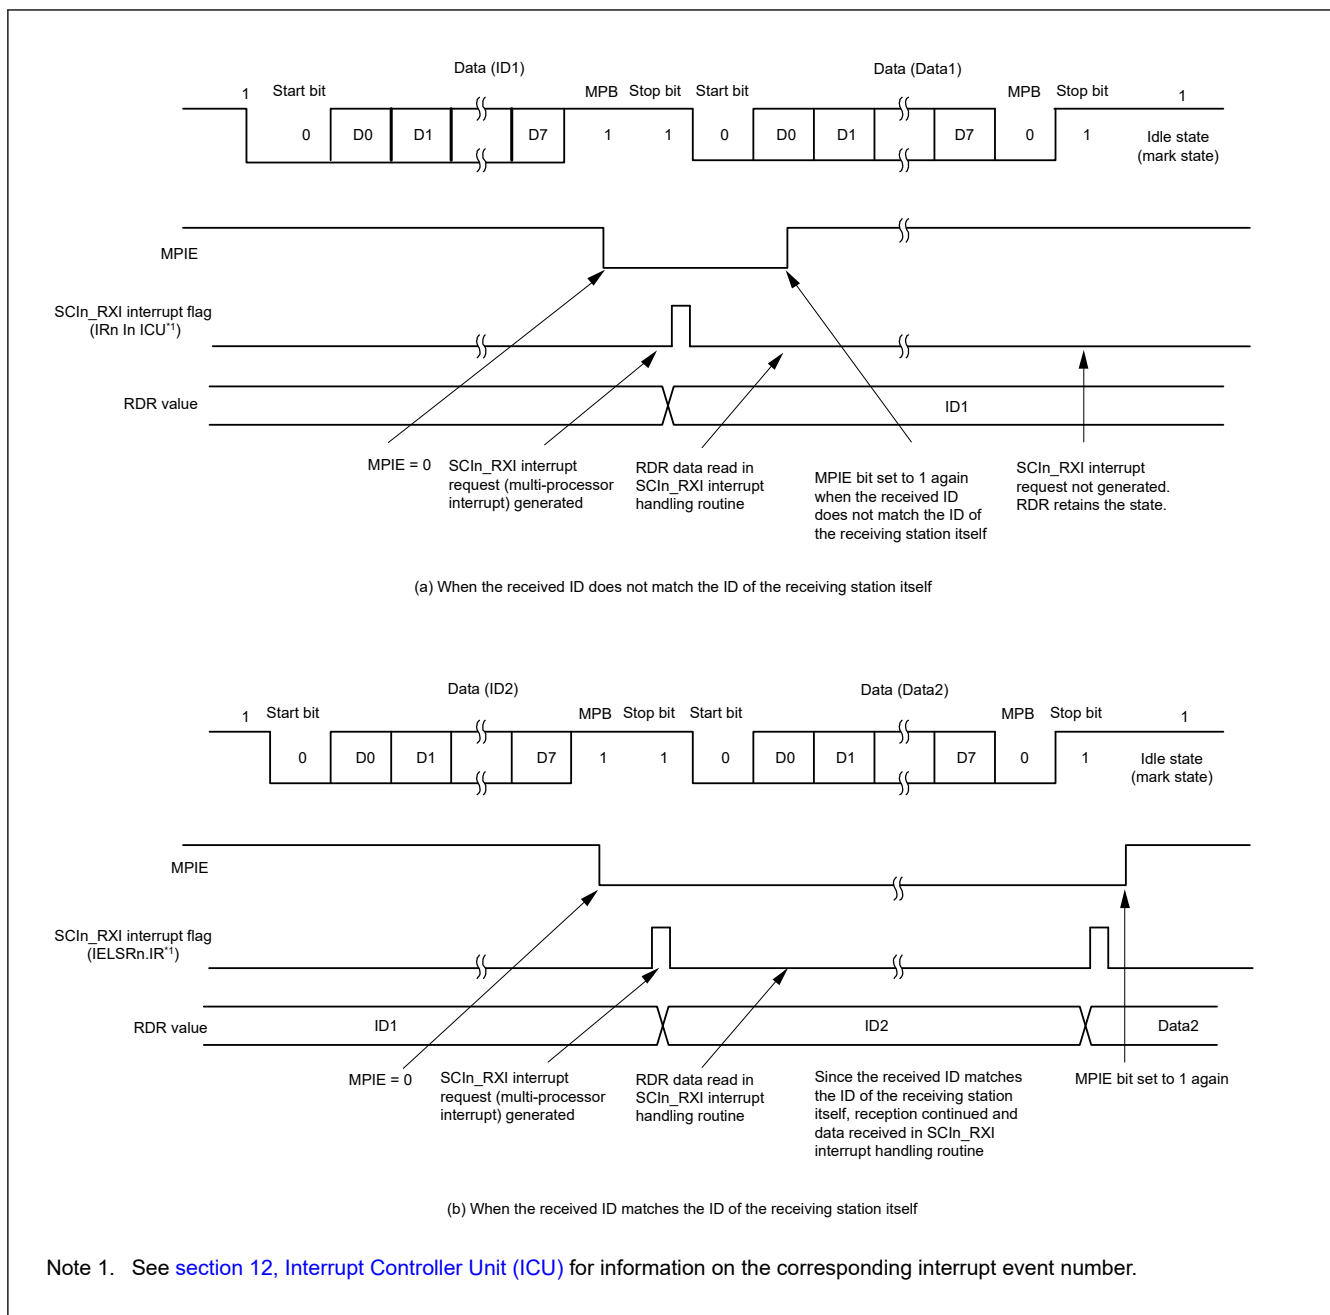 Data (ID1) Data (Data1)
1 Start bit MPB Stop bit Start bit MPB Stop bit 1
0 D0 D1 D7 1 1 0 D0 D1 D7 0 1 Idle state
(mark state)
MPIE
SCIn_RXI interrupt flag
(IRn In ICU*1)
RDR value ID1
MPIE = 0
SCIn_RXI interrupt
request (multi-processor
interrupt) generated
RDR data read in
SCIn_RXI interrupt
handling routine
MPIE bit set to 1 again
when the received ID
does not match the ID of
the receiving station itself
SCIn_RXI interrupt
request not generated.
RDR retains the state.
(a) When the received ID does not match the ID of the receiving station itself
Data (ID2) Data (Data2)
1 Start bit MPB Stop bit Start bit MPB Stop bit 1
0 D0 D1 D7 1 1 0 D0 D1 D7 0 1 Idle state
(mark state)
MPIE
SCIn_RXI interrupt flag
(IELSRn.IR*1)
RDR value ID1 ID2 Data2
MPIE = 0
SCIn_RXI interrupt
request (multi-processor
interrupt) generated
RDR data read in
SCIn_RXI interrupt
handling routine
Since the received ID matches
the ID of the receiving station
itself, reception continued and
data received in SCIn_RXI
interrupt handling routine
MPIE bit set to 1 again
(b) When the received ID matches the ID of the receiving station itself
Note 1. See section 12, Interrupt Controller Unit (ICU) for information on the corresponding interrupt event number.